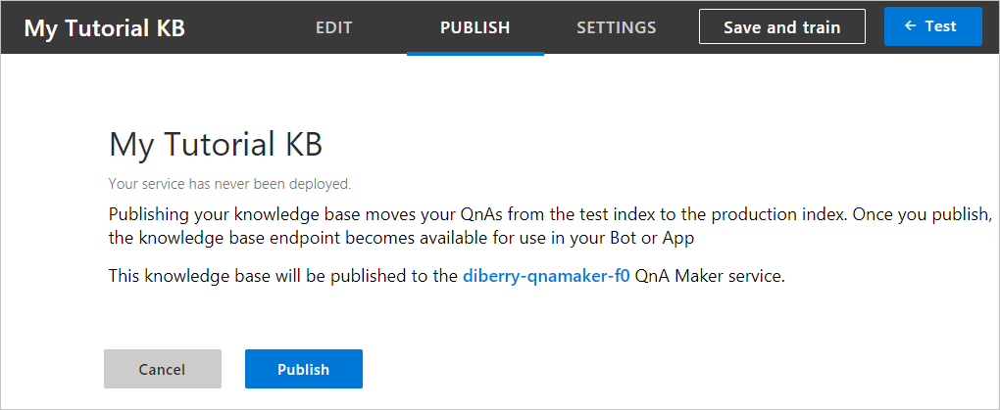 My Tutorial KB EDIT PUBLISH SETTINGS Save and train ← Test
My Tutorial KB
Your service has never been deployed.
Publishing your knowledge base moves your QnAs from the test index to the production index. Once you publish,
the knowledge base endpoint becomes available for use in your Bot or App
This knowledge base will be published to the diberry-qnamaker-f0 QnA Maker service.
Cancel Publish